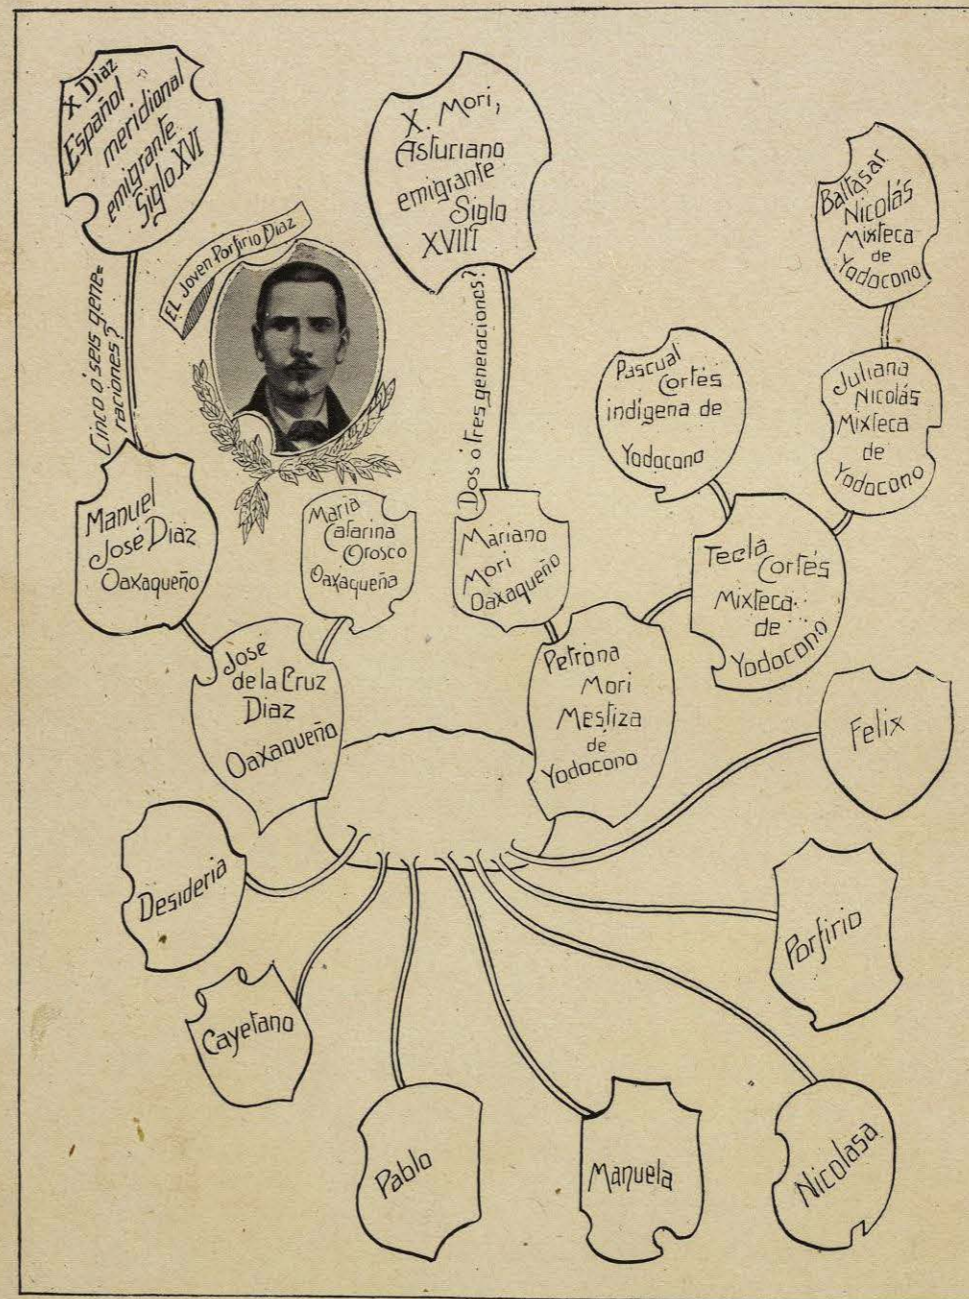 X Diaz
Español
meridional
emigrante
Siglo XVI
X. Mori,
Asturiano
emigrante
Siglo
XVIII
Baltasar
Nicolás
Mixteca
de
Yodocono
EL Joven Porfirio Diaz
Cinco ó seis gene=
raciones?
Dos ó tres generaciones?
Pascual
Cortés
indígena de
Yodocono
Juliana
Nicolás
Mixteca
de
Yodocono
Manuel
José Diaz
Oaxaqueño
Maria
Catarina
Orosco
Oaxaqueña
Mariano
Mori
Oaxaqueño
Tecla
Cortés
Mixteca
de
Yodocono
José
de la Cruz
Diaz
Oaxaqueño
Petrona
Mori
Mestiza
de
Yodocono
Felix
Desideria
Porfirio
Cayetano
Pablo
Manuela
Nicolasa